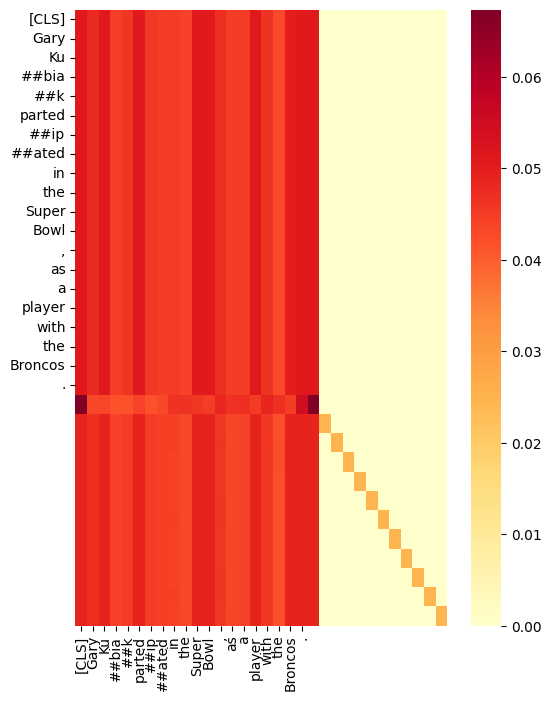 [CLS]
Gary
Ku
##bia
##k
parted
##ip
##ated
in
the
Super
Bowl
,
as
a
player
with
the
Broncos
.
0.06
0.05
0.04
0.03
0.02
0.01
0.00
[CLS]
Gary
Ku
##bia
##k
parted
##ip
##ated
in
the
Super
Bowl
,
as
a
player
with
the
Broncos
.